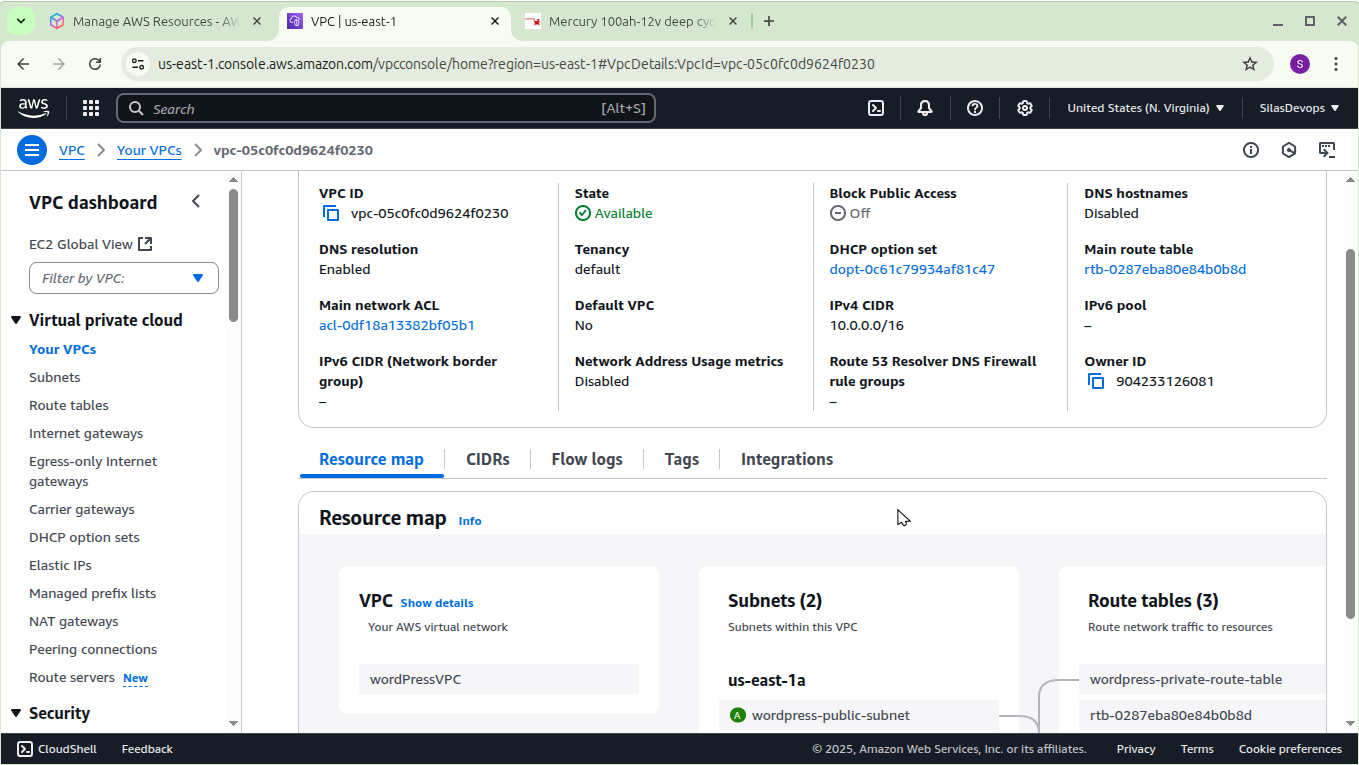 Manage AWS Resources - AW
VPC | us-east-1
Mercury 100ah-12v deep cyc
us-east-1.console.aws.amazon.com/vpcconsole/home?region=us-east-1#VpcDetails:VpcId=vpc-05c0fc0d9624f0230
S
aws
Search
[Alt+S]
United States (N. Virginia)
SilasDevops
VPC
Your VPCs
vpc-05c0fc0d9624f0230
VPC dashboard
EC2 Global View
Filter by VPC:
Virtual private cloud
Your VPCs
Subnets
Route tables
Internet gateways
Egress-only Internet
gateways
Carrier gateways
DHCP option sets
Elastic IPs
Managed prefix lists
NAT gateways
Peering connections
Route servers New
Security
VPC ID
vpc-05c0fc0d9624f0230
State
Available
Block Public Access
Off
DNS hostnames
Disabled
DNS resolution
Enabled
Tenancy
default
DHCP option set
dopt-0c61c79934af81c47
Main route table
rtb-0287eba80e84b0b8d
Main network ACL
acl-0df18a13382bf05b1
Default VPC
No
IPv4 CIDR
10.0.0.0/16
IPv6 pool
–
IPv6 CIDR (Network border
group)
–
Network Address Usage metrics
Disabled
Route 53 Resolver DNS Firewall
rule groups
–
Owner ID
904233126081
Resource map
CIDRs
Flow logs
Tags
Integrations
Resource map Info
VPC Show details
Your AWS virtual network
wordPressVPC
Subnets (2)
Subnets within this VPC
us-east-1a
A wordpress-public-subnet
Route tables (3)
Route network traffic to resources
wordpress-private-route-table
rtb-0287eba80e84b0b8d
CloudShell
Feedback
© 2025, Amazon Web Services, Inc. or its affiliates.
Privacy
Terms
Cookie preferences